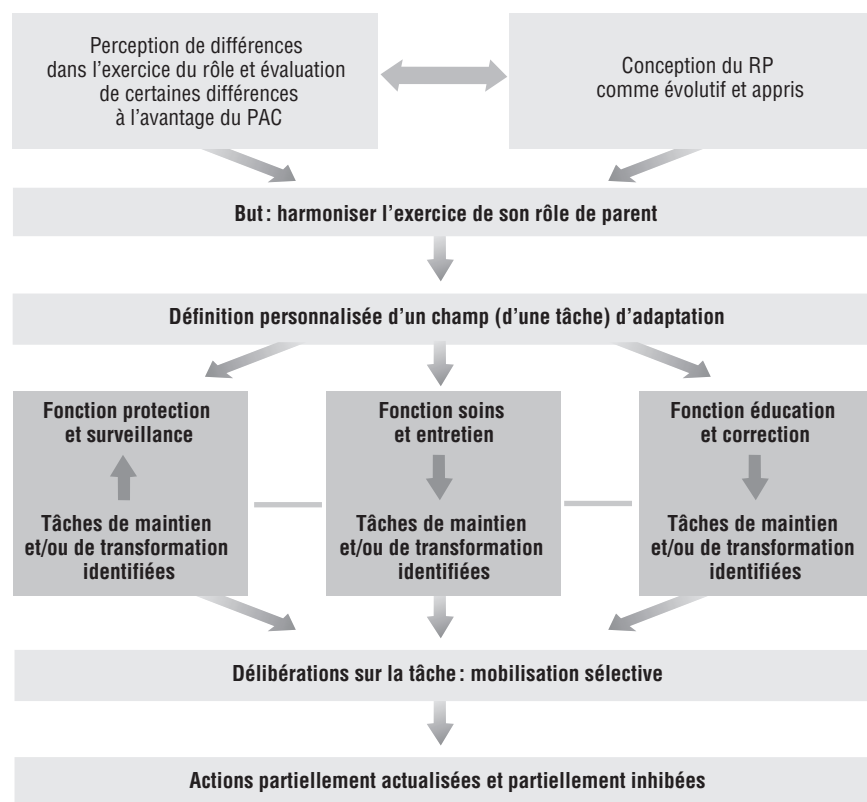 Perception de différences
dans l’exercice du rôle et évaluation
de certaines différences
à l’avantage du PAC
Conception du RP
comme évolutif et appris
But : harmoniser l’exercice de son rôle de parent
Définition personnalisée d’un champ (d’une tâche) d’adaptation
Fonction protection
et surveillance
Tâches de maintien
et/ou de transformation
identifiées
Fonction soins
et entretien
Tâches de maintien
et/ou de transformation
identifiées
Fonction éducation
et correction
Tâches de maintien
et/ou de transformation
identifiées
Délibérations sur la tâche : mobilisation sélective
Actions partiellement actualisées et partiellement inhibées